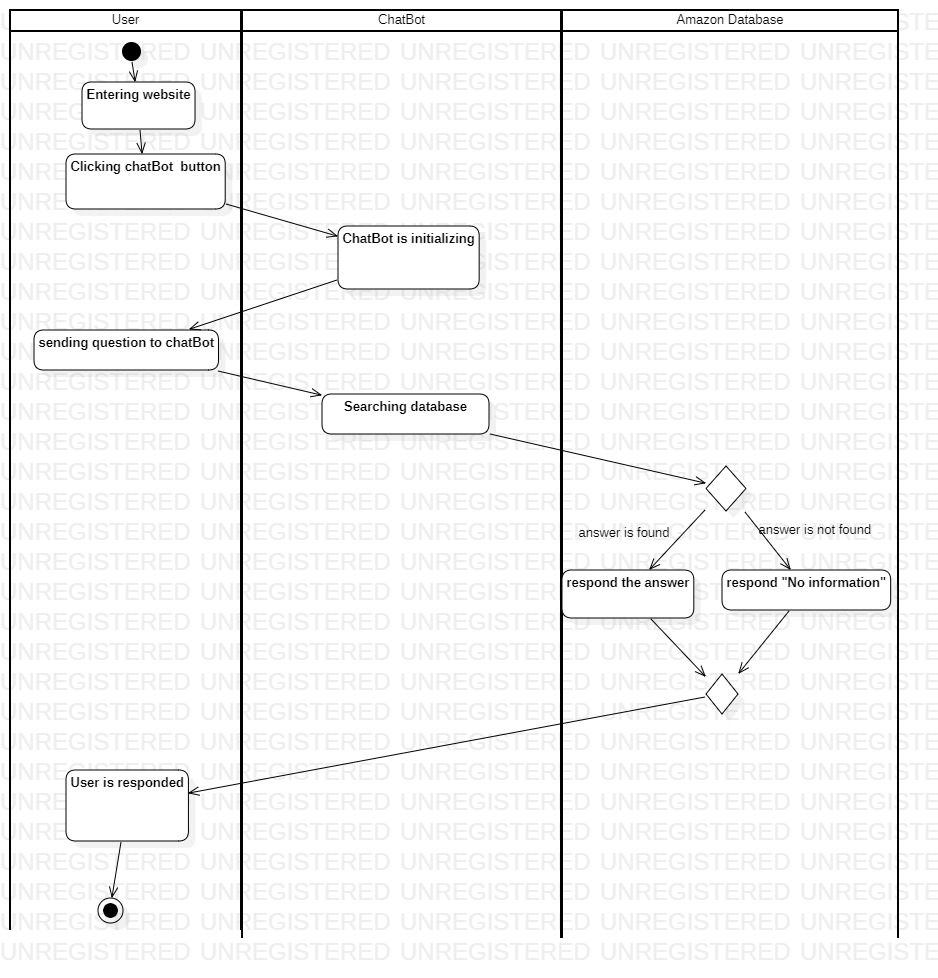 User
ChatBot
Amazon Database
Entering website
Clicking chatBot  button
ChatBot is initializing
sending question to chatBot
Searching database
answer is found
answer is not found
respond the answer
respond "No information"
User is responded
UNREGISTERED